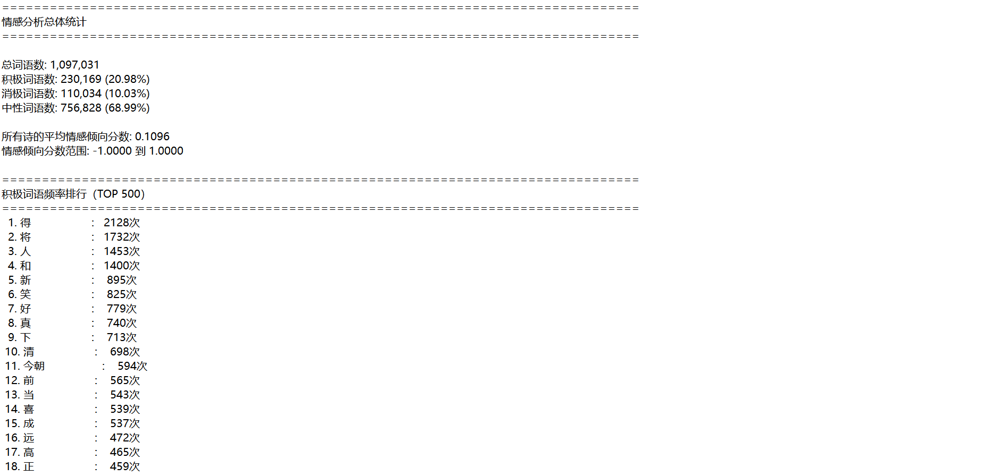 ================================================================================
情感分析总体统计
================================================================================
总词语数: 1,097,031
积极词语数: 230,169 (20.98%)
消极词语数: 110,034 (10.03%)
中性词语数: 756,828 (68.99%)
所有诗的平均情感倾向分数: 0.1096
情感倾向分数范围: -1.0000 到 1.0000
================================================================================
积极词语频率排行（TOP 500）
================================================================================
1. 得 : 2128次
2. 将 : 1732次
3. 人 : 1453次
4. 和 : 1400次
5. 新 : 895次
6. 笑 : 825次
7. 好 : 779次
8. 真 : 740次
9. 下 : 713次
10. 清 : 698次
11. 今朝 : 594次
12. 前 : 565次
13. 当 : 543次
14. 喜 : 539次
15. 成 : 537次
16. 远 : 472次
17. 高 : 465次
18. 正 : 459次